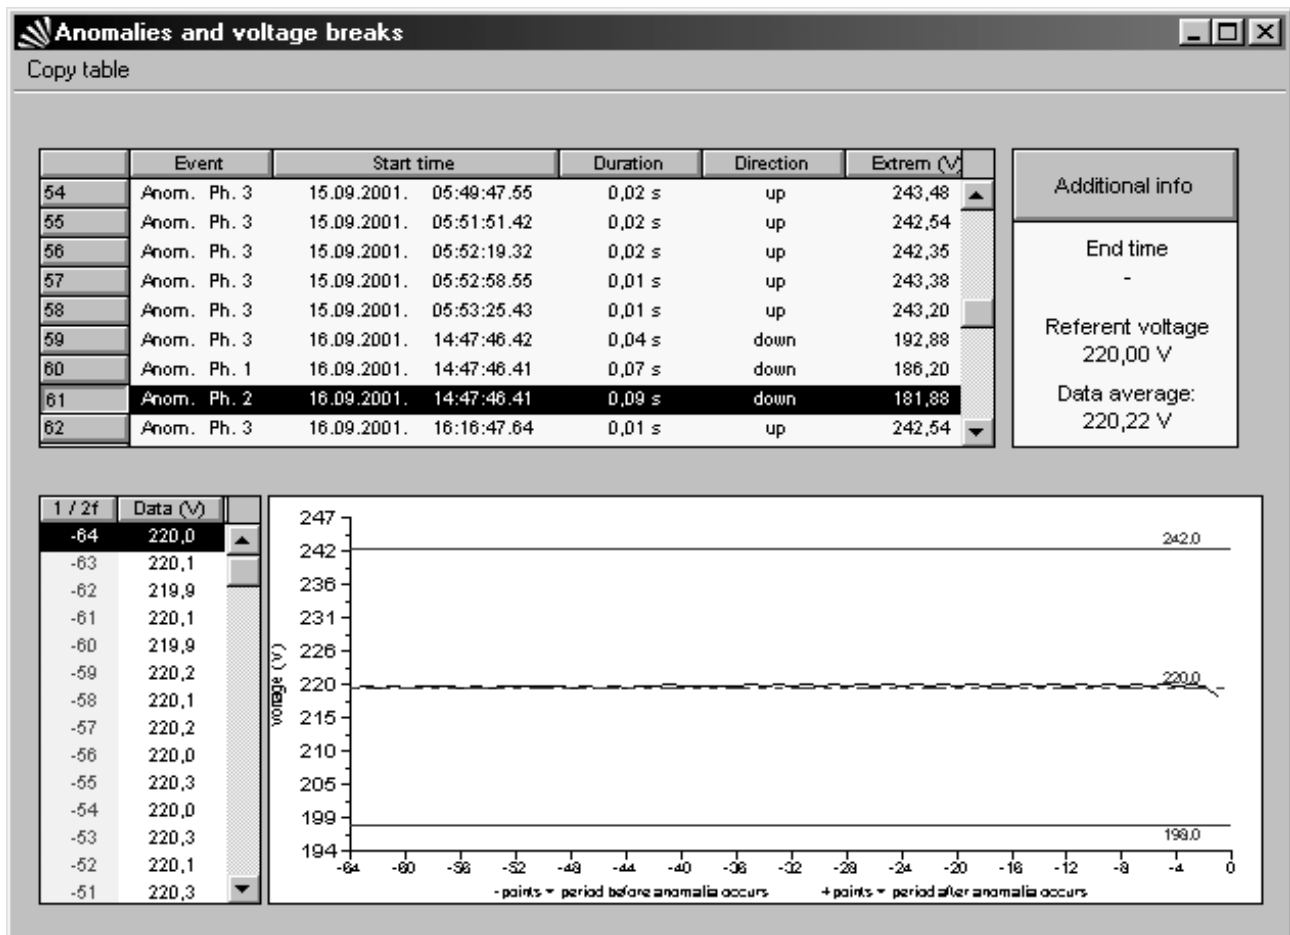 Anomalies and voltage breaks
Copy table
Event Start time Duration Direction Extrem (V)
54 Anom. Ph. 3 15.09.2001. 05:49:47.55 0,02 s up 243,48
55 Anom. Ph. 3 15.09.2001. 05:51:51.42 0,02 s up 242,54
56 Anom. Ph. 3 15.09.2001. 05:52:19.32 0,02 s up 242,35
57 Anom. Ph. 3 15.09.2001. 05:52:58.55 0,01 s up 243,38
58 Anom. Ph. 3 15.09.2001. 05:53:25.43 0,01 s up 243,20
59 Anom. Ph. 3 16.09.2001. 14:47:46.42 0,04 s down 192,88
60 Anom. Ph. 1 16.09.2001. 14:47:46.41 0,07 s down 186,20
61 Anom. Ph. 2 16.09.2001. 14:47:46.41 0,09 s down 181,88
62 Anom. Ph. 3 16.09.2001. 16:16:47.64 0,01 s up 242,54
Additional info
End time
-
Referent voltage
220,00 V
Data average:
220,22 V
1 / 2f Data (V)
-64 220,0
-63 220,1
-62 219,9
-61 220,1
-60 219,9
-59 220,2
-58 220,1
-57 220,2
-56 220,0
-55 220,3
-54 220,0
-53 220,3
-52 220,1
-51 220,3
voltage (V)
247
242
236
231
226
220
215
210
205
199
194
242.0
220.0
198.0
-64 -60 -56 -52 -48 -44 -40 -36 -32 -28 -24 -20 -16 -12 -8 -4 0
- points = period before anomalia occurs + points = period after anomalia occurs